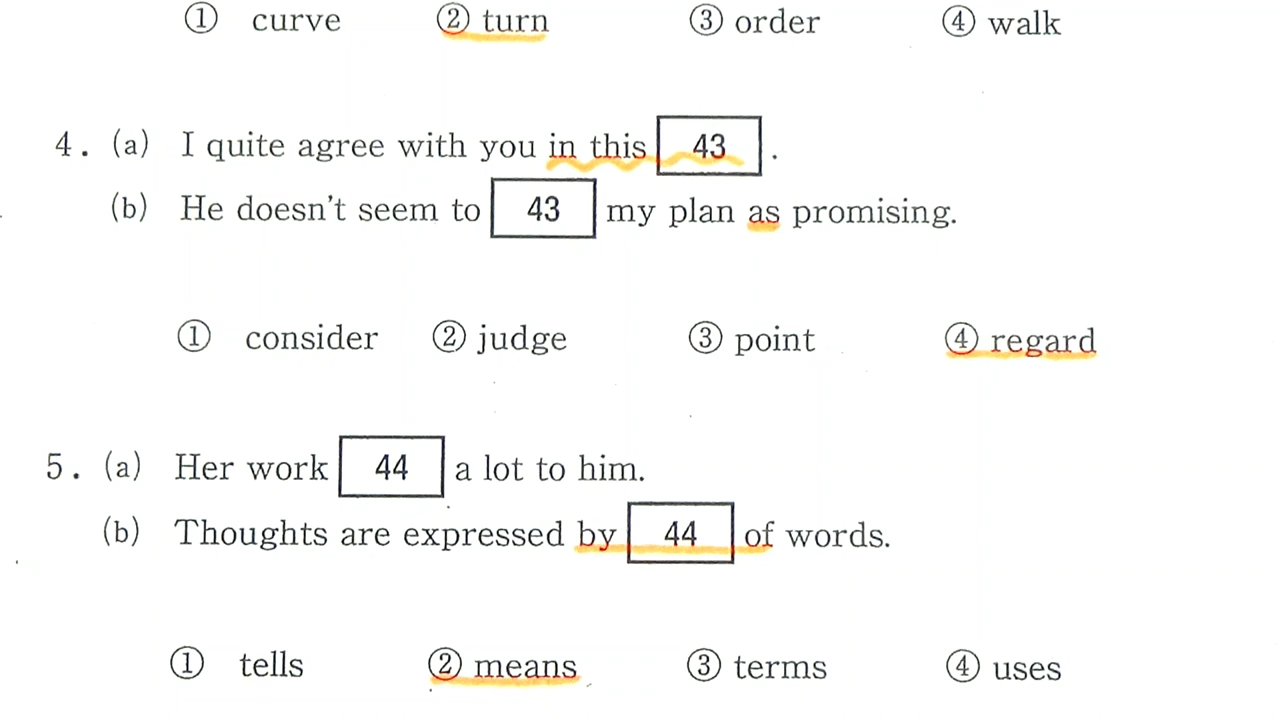 ① curve ② turn ③ order ④ walk
4. (a) I quite agree with you in this 43 .
(b) He doesn't seem to 43 my plan as promising.
① consider ② judge ③ point ④ regard
5. (a) Her work 44 a lot to him.
(b) Thoughts are expressed by 44 of words.
① tells ② means ③ terms ④ uses